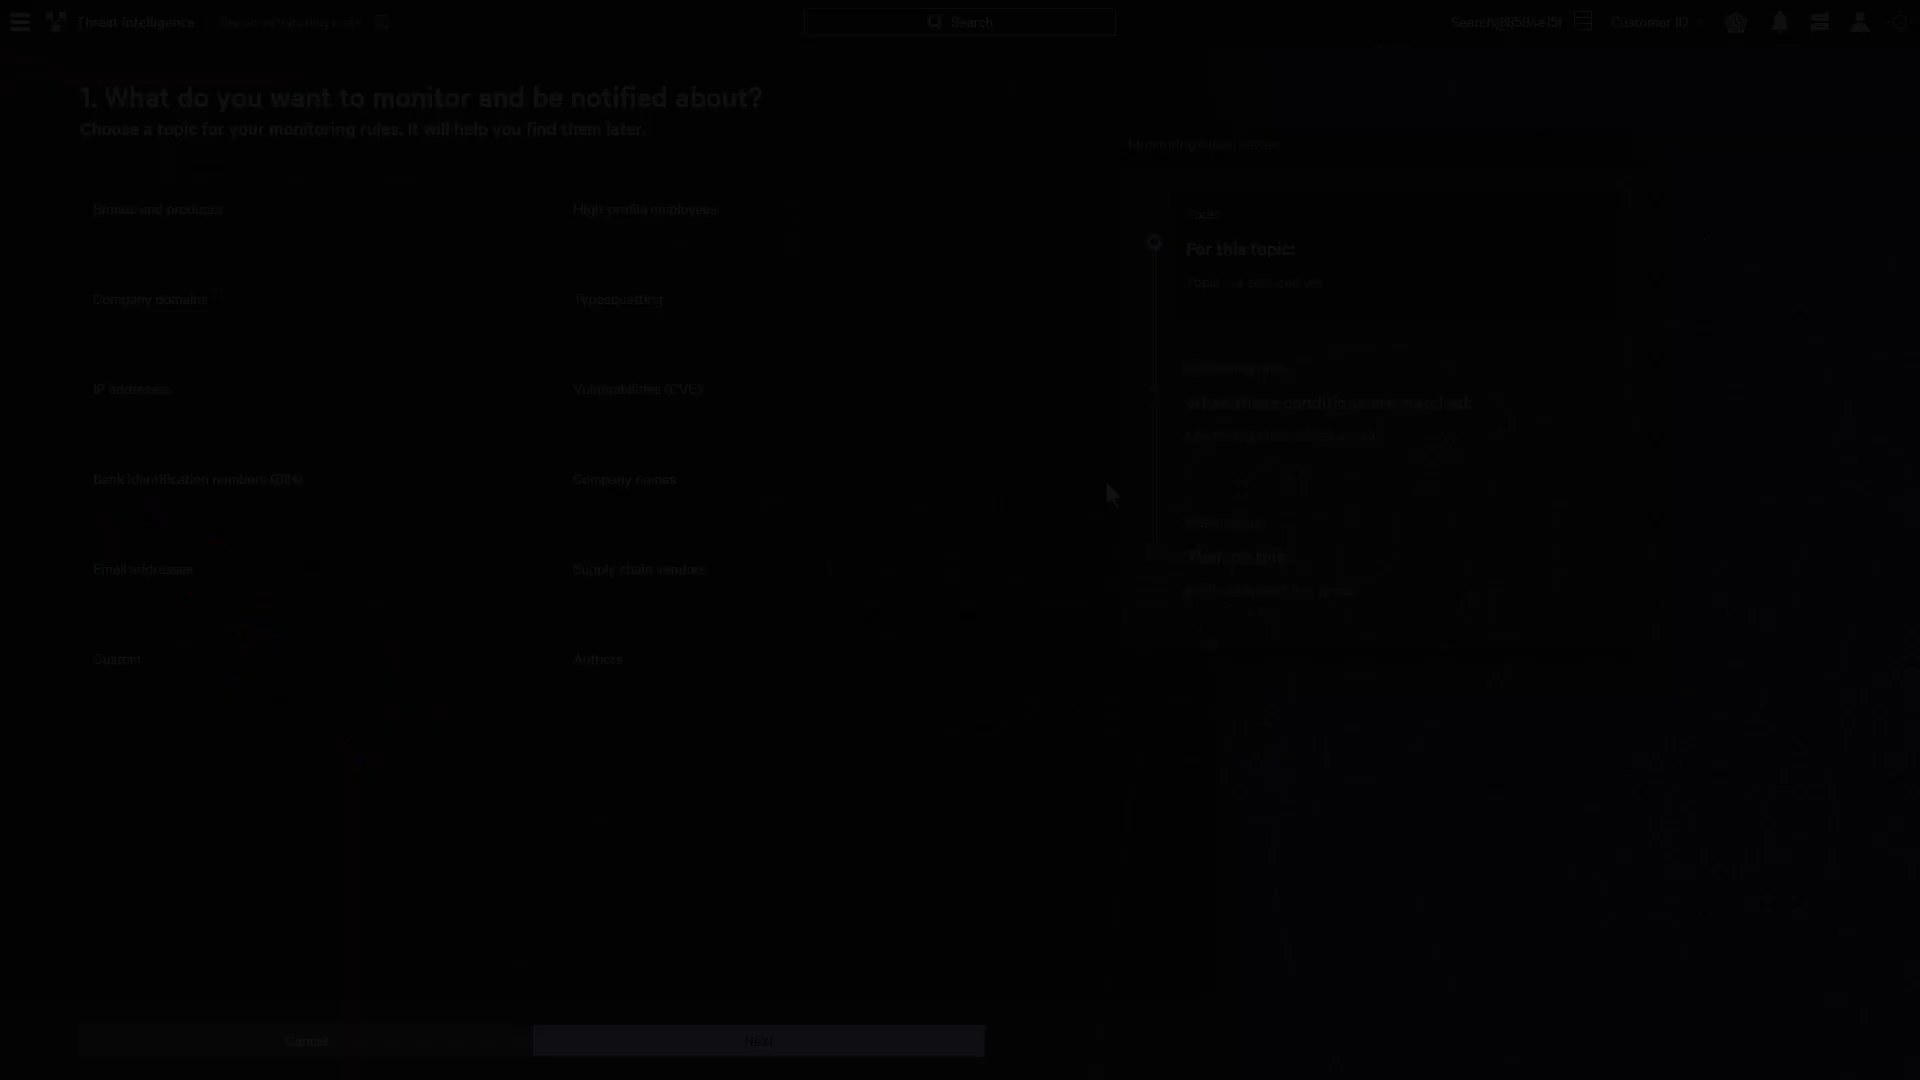 Threat Intelligence
Search
Customer ID
1. What do you want to monitor and be notified about?
Choose a topic for your monitoring rules. It will help you find them later.
Brands and products
High-profile employees
Company domains
Typosquatting
IP addresses
Vulnerabilities (CVE)
Bank identification numbers (BIN)
Company names
Email addresses
Supply chain vendors
Custom
Authors
Topic
For this topic:
When these conditions are matched:
Cancel
Next